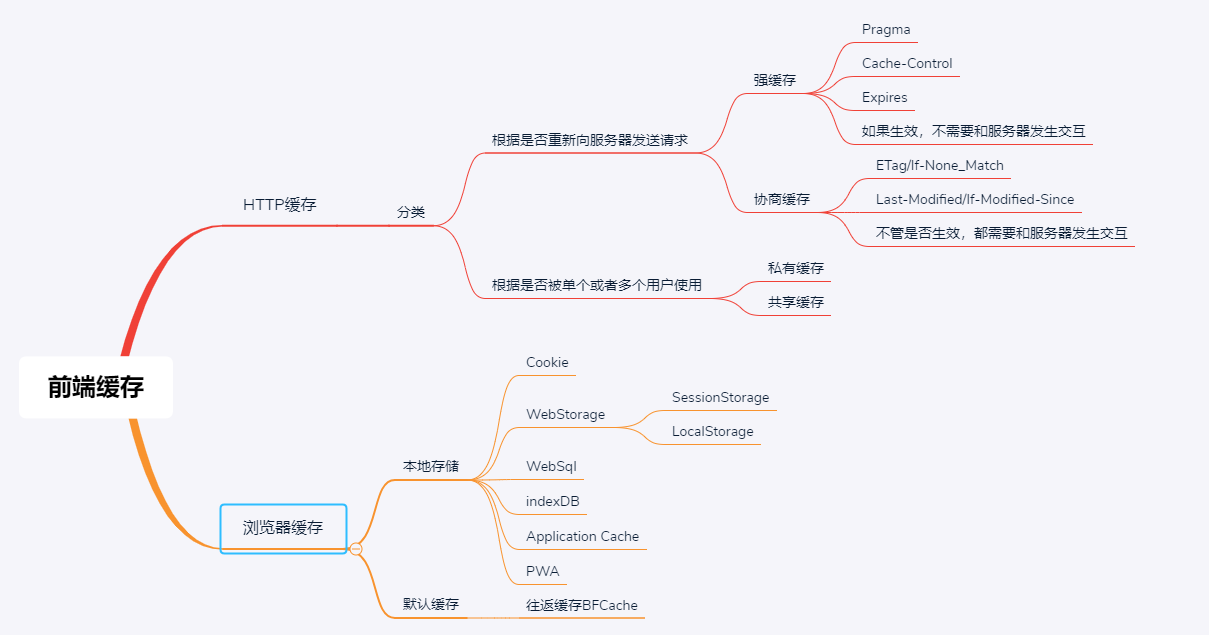 前端缓存
HTTP缓存
分类
根据是否重新向服务器发送请求
强缓存
Pragma
Cache-Control
Expires
如果生效，不需要和服务器发生交互
协商缓存
ETag/If-None_Match
Last-Modified/If-Modified-Since
不管是否生效，都需要和服务器发生交互
根据是否被单个或者多个用户使用
私有缓存
共享缓存
浏览器缓存
本地存储
Cookie
WebStorage
SessionStorage
LocalStorage
WebSql
indexDB
Application Cache
PWA
默认缓存
往返缓存BFCache